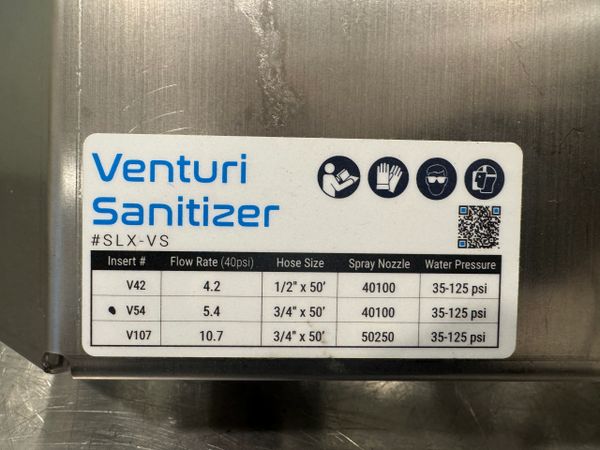 Venturi
Sanitizer
#SLX-VS
Insert # Flow Rate (40psi) Hose Size Spray Nozzle Water Pressure
V42 4.2 1/2" x 50' 40100 35-125 psi
V54 5.4 3/4" x 50' 40100 35-125 psi
V107 10.7 3/4" x 50' 50250 35-125 psi